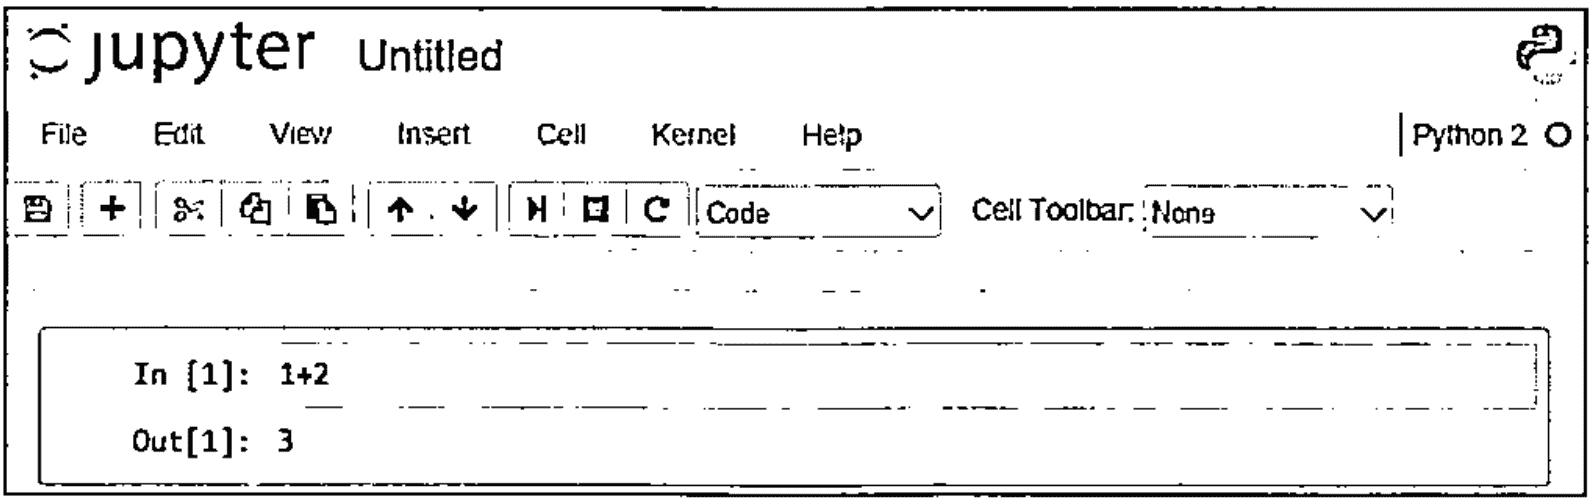 jupyter Untitled
File Edit View Insert Cell Kernel Help Python 2
Code Cell Toolbar: None
In [1]: 1+2
Out[1]: 3